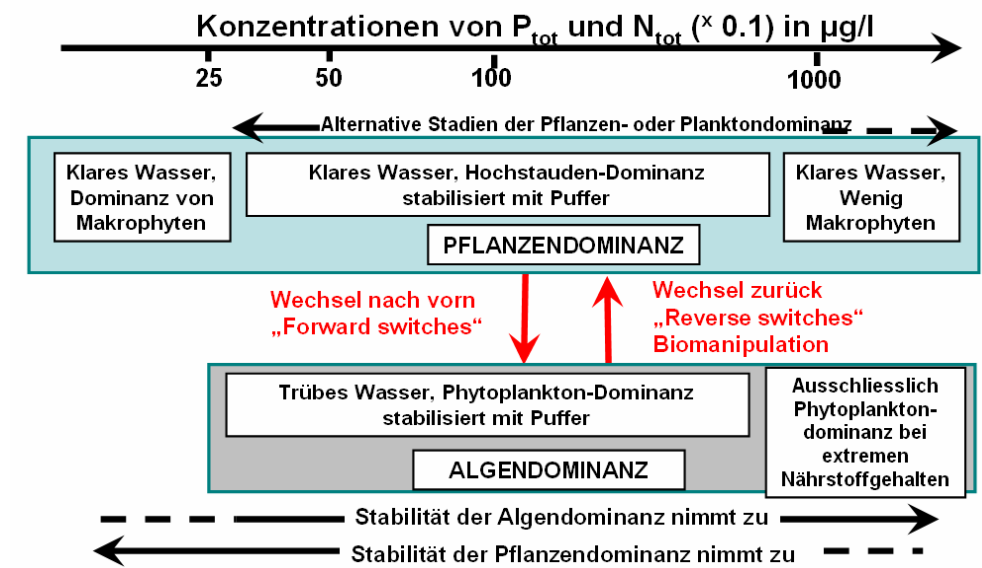 Konzentrationen von Ptot und Ntot (x 0.1) in µg/l
25 50 100 1000
Alternative Stadien der Pflanzen- oder Planktondominanz
Klares Wasser,
Dominanz von
Makrophyten
Klares Wasser, Hochstauden-Dominanz
stabilisiert mit Puffer
Klares Wasser,
Wenig
Makrophyten
PFLANZENDOMINANZ
Wechsel nach vorn
„Forward switches“
Wechsel zurück
„Reverse switches“
Biomanipulation
Trübes Wasser, Phytoplankton-Dominanz
stabilisiert mit Puffer
Ausschliesslich
Phytoplankton-
dominanz bei
extremen
Nährstoffgehalten
ALGENDOMINANZ
Stabilität der Algendominanz nimmt zu
Stabilität der Pflanzendominanz nimmt zu